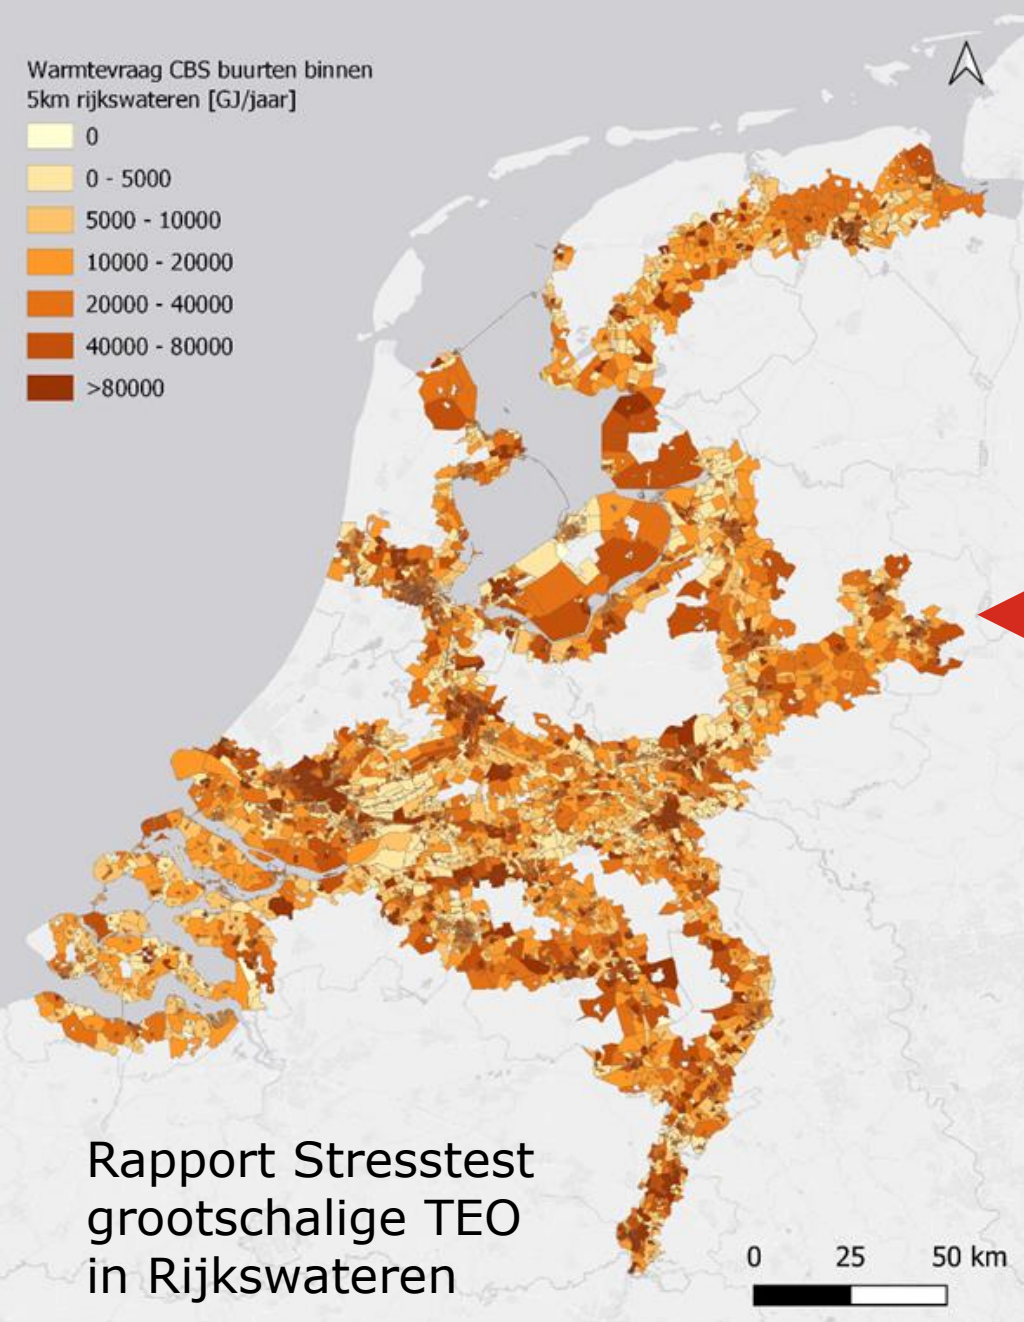 Warmtevraag CBS buurten binnen
5km rijkswateren [GJ/jaar]
0
0 - 5000
5000 - 10000
10000 - 20000
20000 - 40000
40000 - 80000
>80000
Rapport Stresstest
grootschalige TEO
in Rijkswateren
0 25 50 km